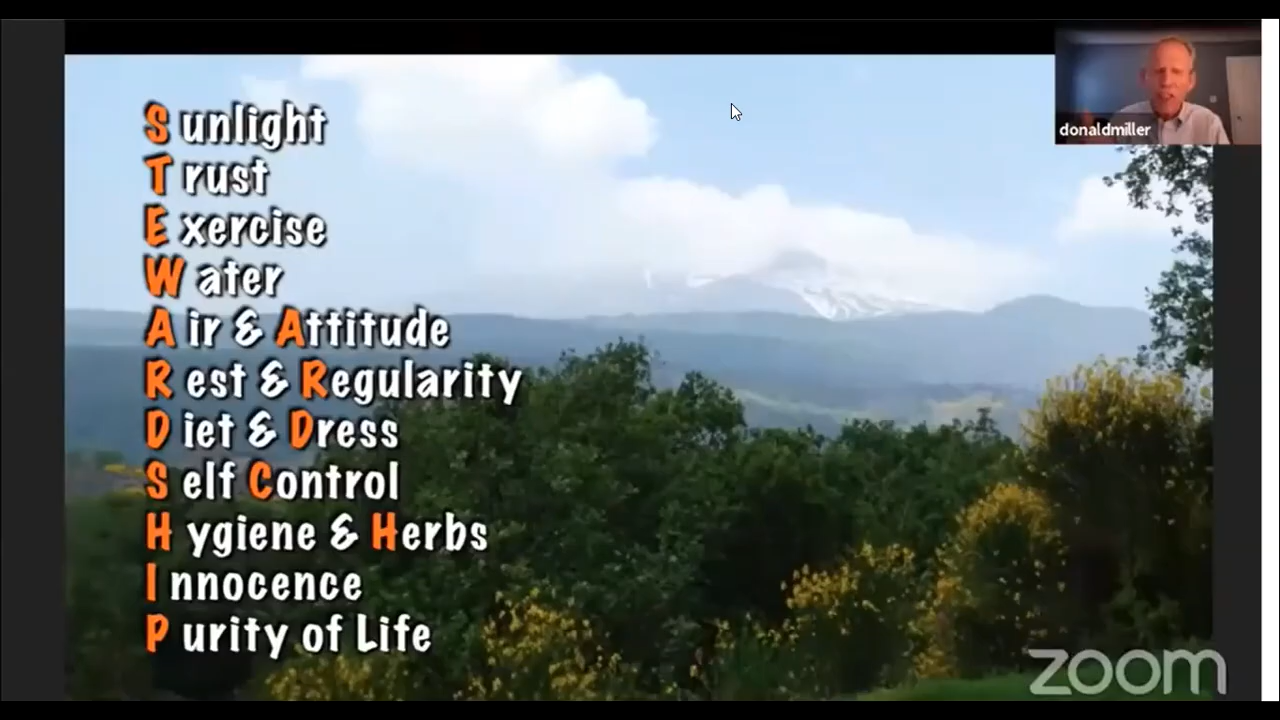 Sunlight
Trust
Exercise
Water
Air & Attitude
Rest & Regularity
Diet & Dress
Self Control
Hygiene & Herbs
Innocence
Purity of Life
donaldmiller
zoom